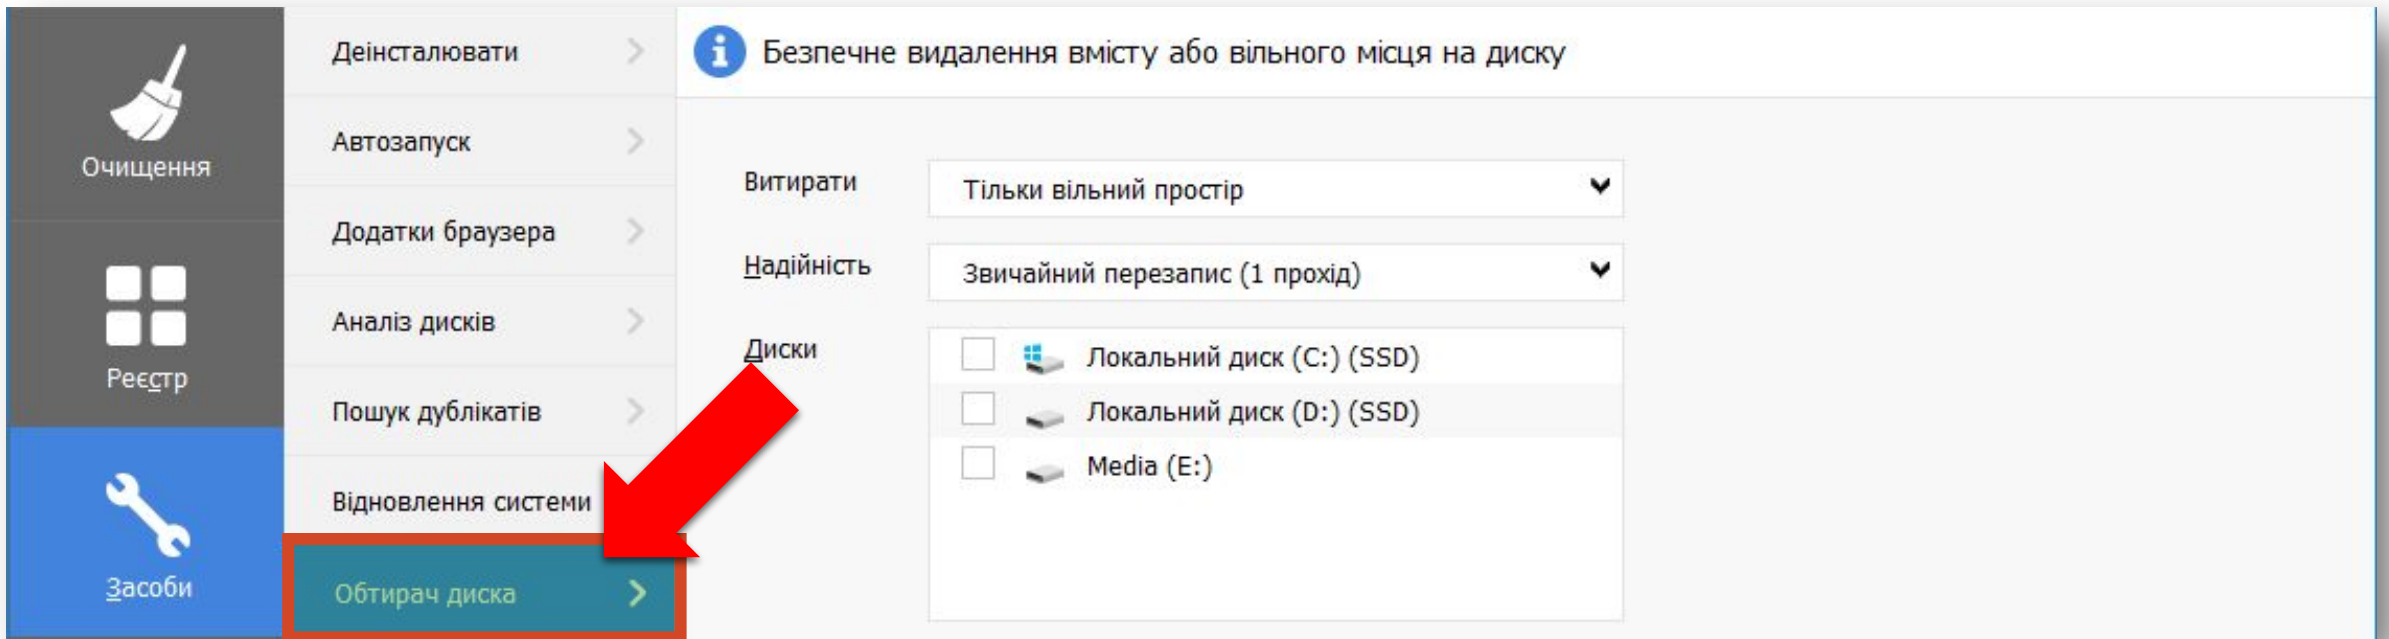 Очищення
Реєстр
Засоби
Деінсталювати
Автозапуск
Додатки браузера
Аналіз дисків
Пошук дублікатів
Відновлення системи
Обтирач диска
Безпечне видалення вмісту або вільного місця на диску
Витирати
Тільки вільний простір
Надійність
Звичайний перезапис (1 прохід)
Диски
Локальний диск (C:) (SSD)
Локальний диск (D:) (SSD)
Media (E:)